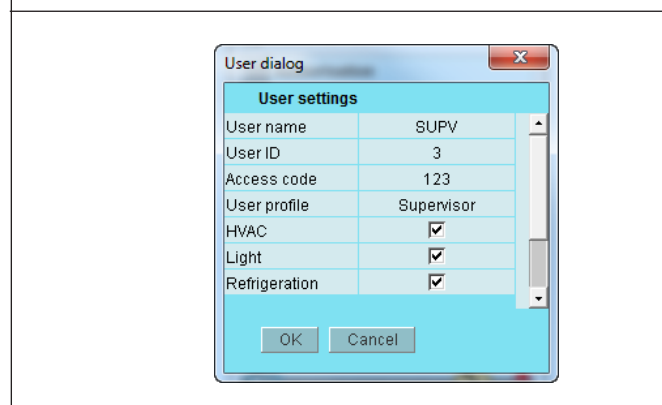 User dialog
User settings
User name SUPV
User ID 3
Access code 123
User profile Supervisor
HVAC
Light
Refrigeration
OK Cancel